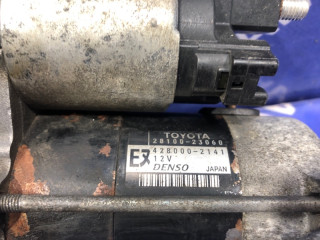 TOYOTA
28100-23060
EX 428000-2141
12V
DENSO JAPAN